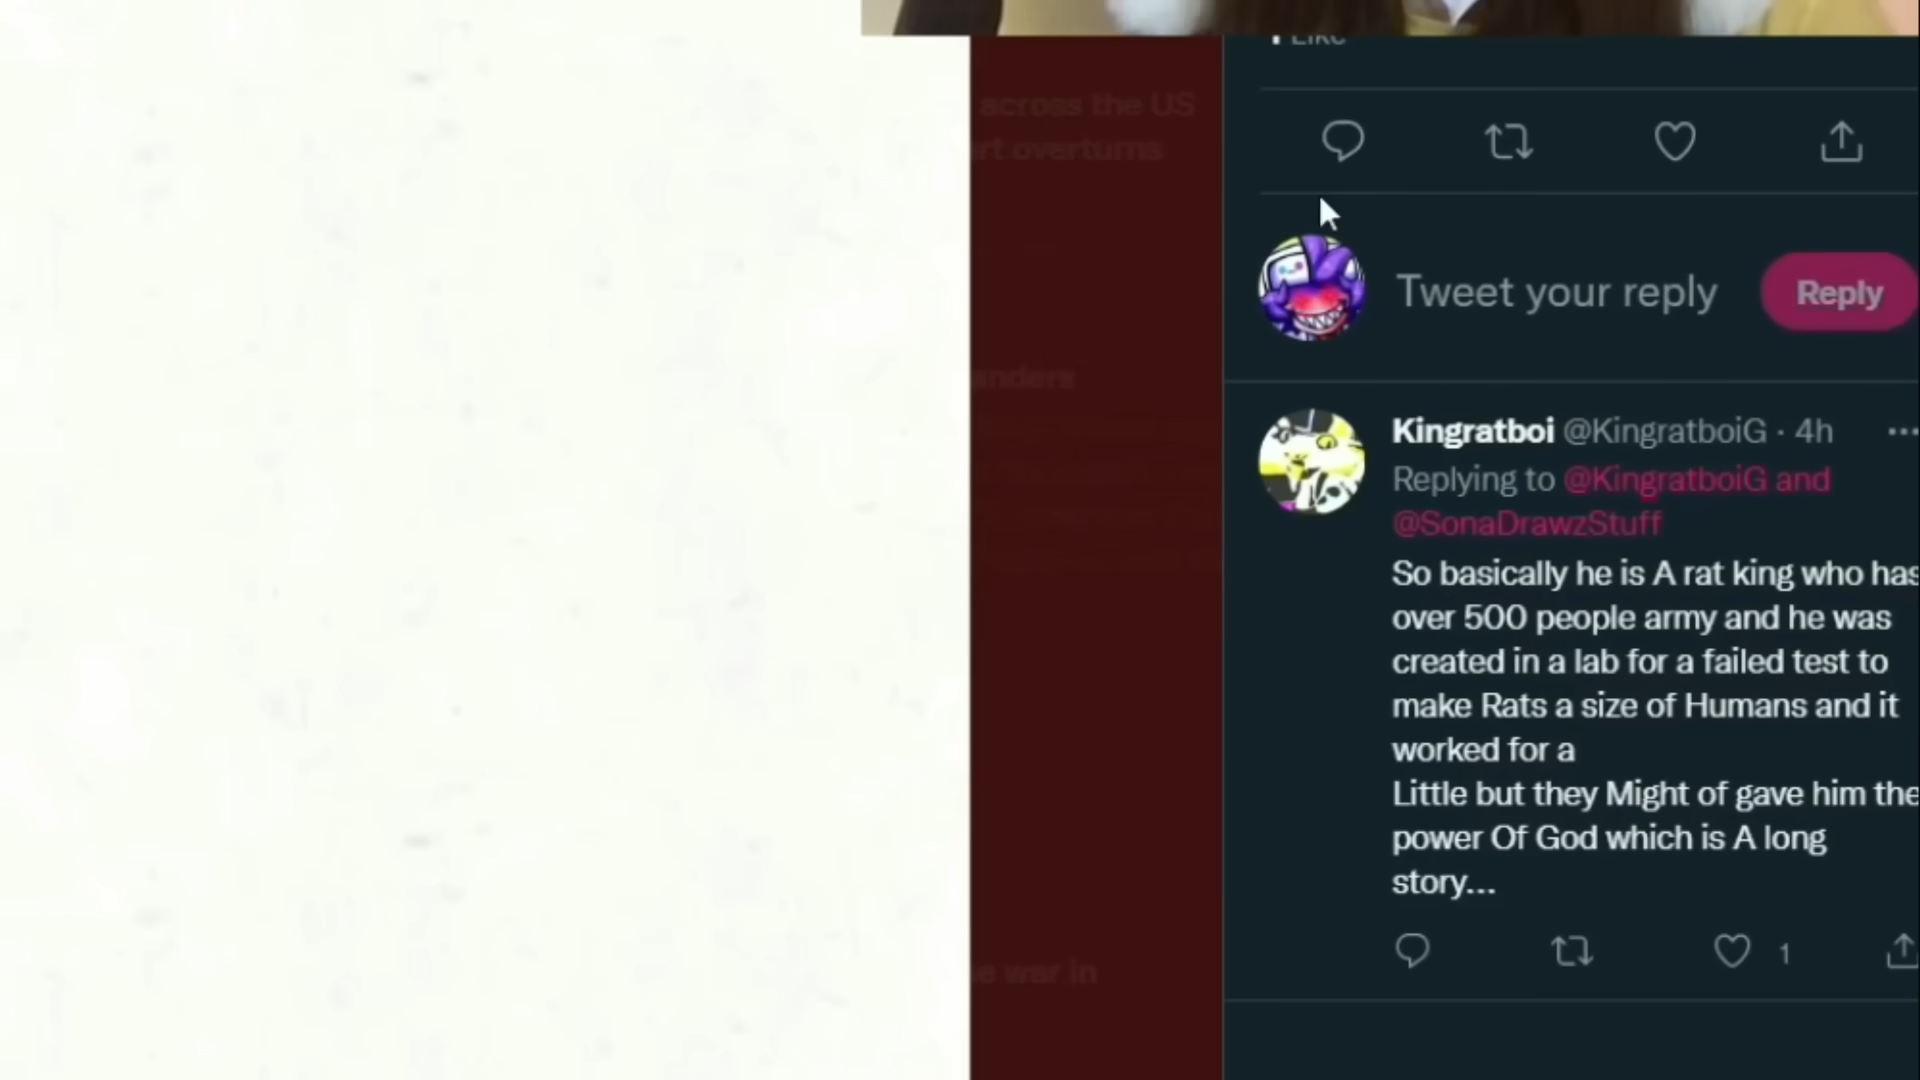 1 Like
across the US
overturns
Tweet your reply
Reply
anders
Kingratboi @KingratboiG · 4h
Replying to @KingratboiG and
@SonaDrawzStuff
So basically he is A rat king who has
over 500 people army and he was
created in a lab for a failed test to
make Rats a size of Humans and it
worked for a
Little but they Might of gave him the
power Of God which is A long
story...
1
war in